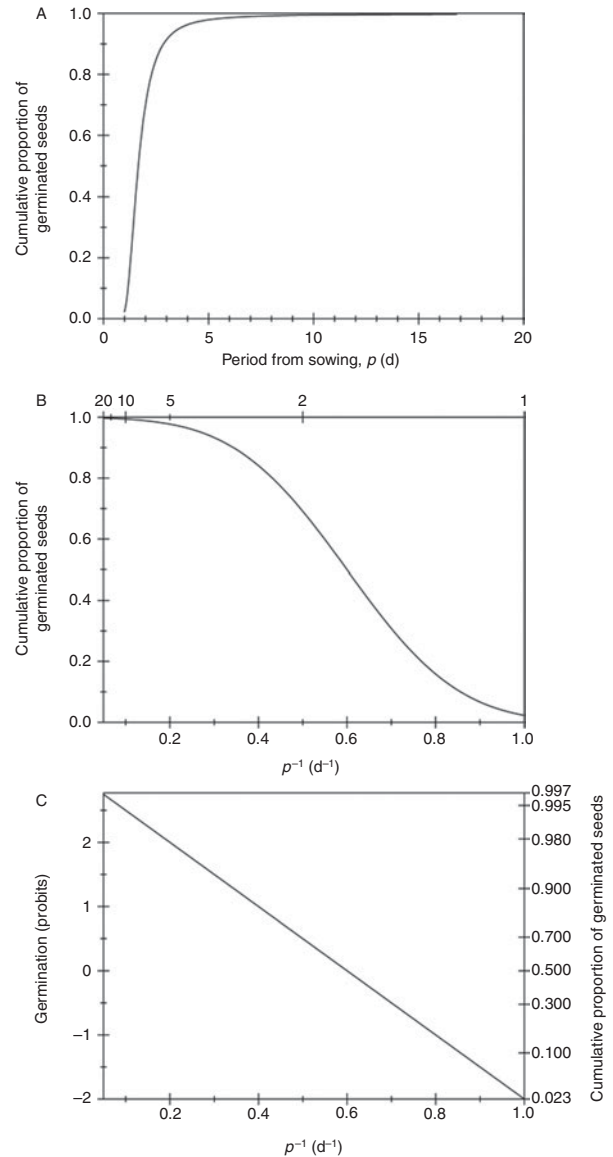 A
Cumulative proportion of
germinated seeds
1.0
0.8
0.6
0.4
0.2
0.0
0 5 10 15 20
Period from sowing, p (d)
B
20 10 5 2 1
Cumulative proportion of
germinated seeds
1.0
0.8
0.6
0.4
0.2
0.0
0.2 0.4 0.6 0.8 1.0
p⁻¹ (d⁻¹)
C
Germination (probits)
2
1
0
–1
–2
0.997
0.995
0.980
0.900
0.700
0.500
0.300
0.100
0.023
Cumulative proportion of germinated seeds
0.2 0.4 0.6 0.8 1.0
p⁻¹ (d⁻¹)